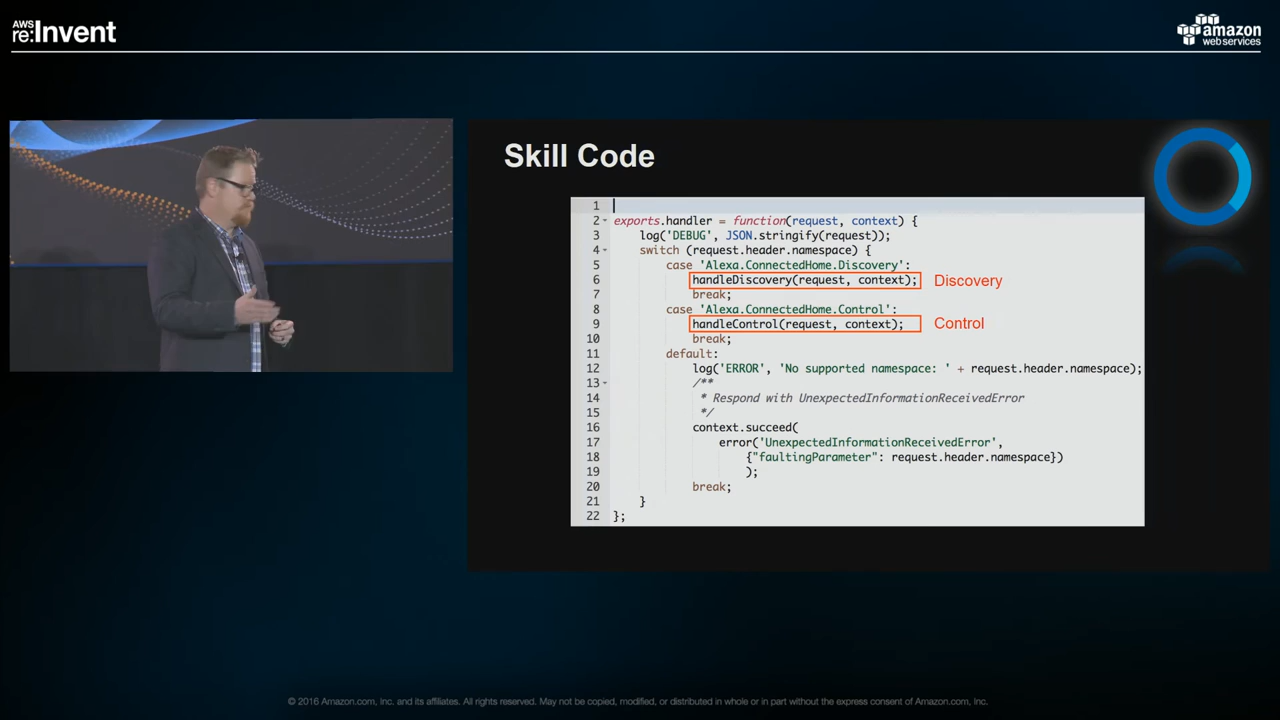 AWS
re:Invent
amazon
web services
Skill Code
1
2 exports.handler = function(request, context) {
3 log('DEBUG', JSON.stringify(request));
4 switch (request.header.namespace) {
5 case 'Alexa.ConnectedHome.Discovery':
6 handleDiscovery(request, context); Discovery
7 break;
8 case 'Alexa.ConnectedHome.Control':
9 handleControl(request, context); Control
10 break;
11 default:
12 log('ERROR', 'No supported namespace: ' + request.header.namespace);
13 /**
14 * Respond with UnexpectedInformationReceivedError
15 */
16 context.succeed(
17 error('UnexpectedInformationReceivedError',
18 {"faultingParameter": request.header.namespace})
19 );
20 break;
21 }
22 };
© 2016 Amazon.com, Inc. and its affiliates. All rights reserved. May not be copied, modified, or distributed in whole or in part without the express consent of Amazon.com, Inc.